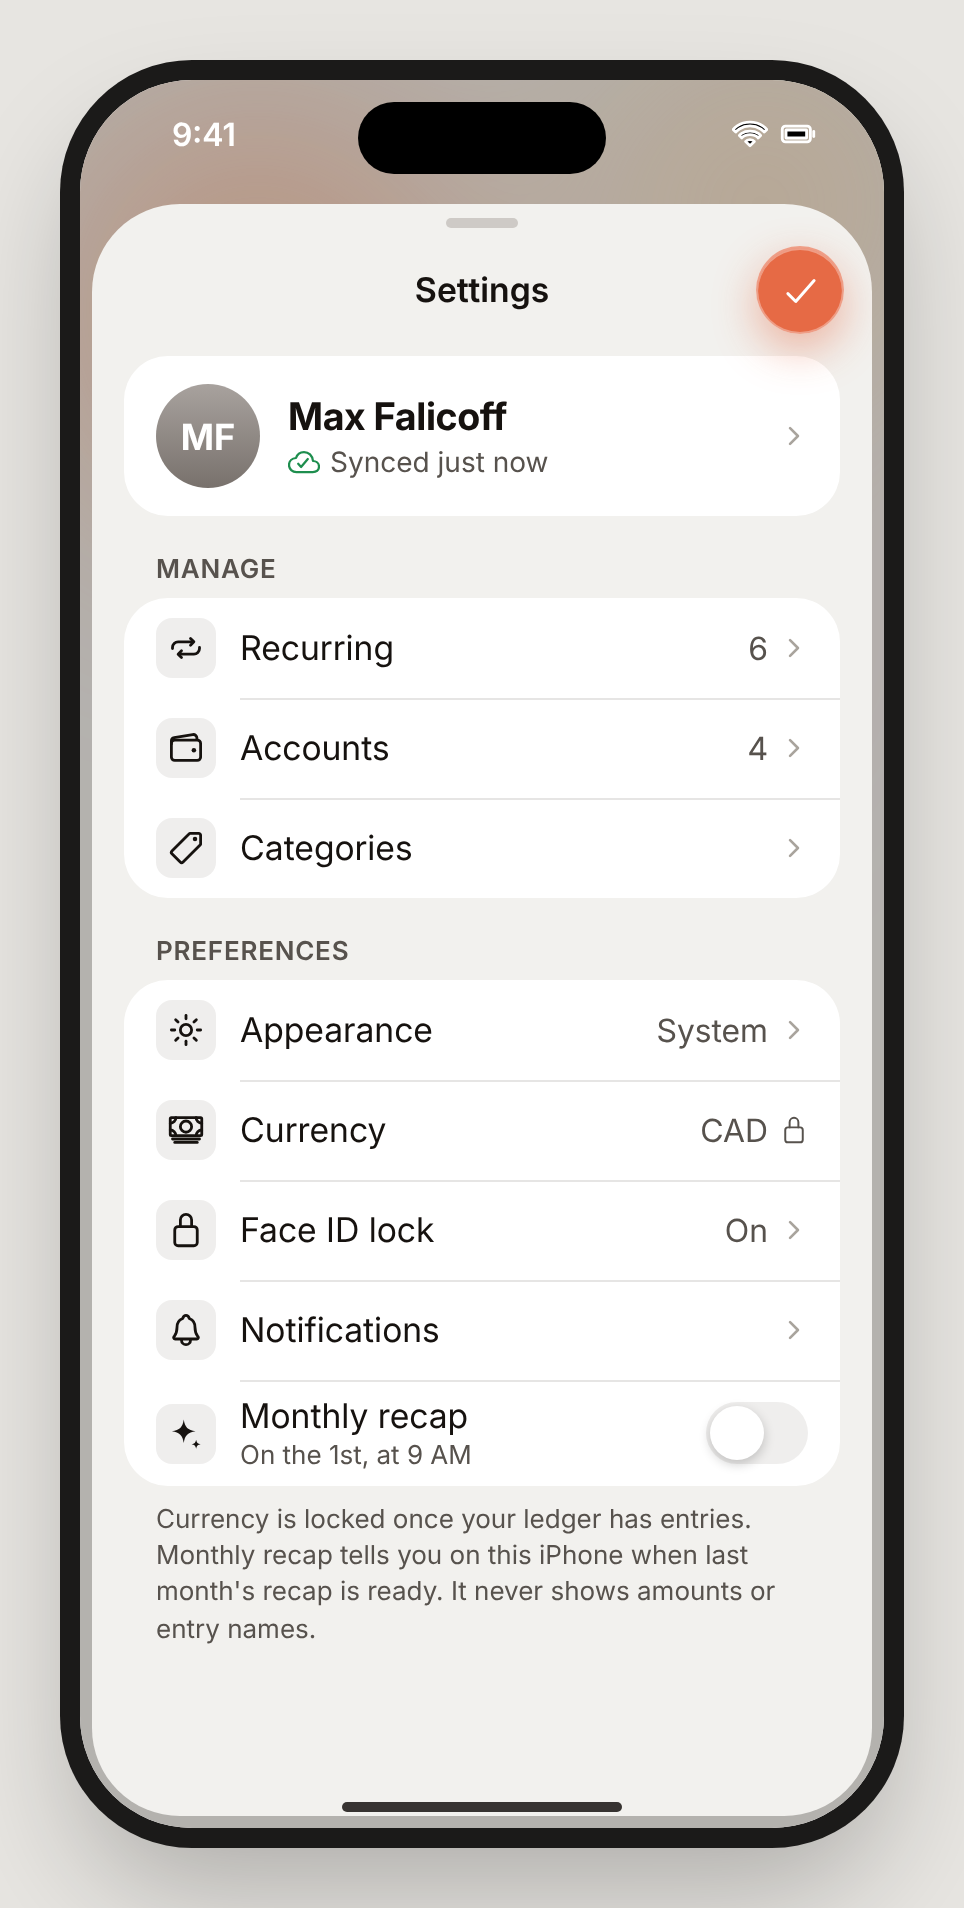 9:41
Settings
MF
Max Falicoff
Synced just now
MANAGE
Recurring 6
Accounts 4
Categories
PREFERENCES
Appearance System
Currency CAD
Face ID lock On
Notifications
Monthly recap
On the 1st, at 9 AM
Currency is locked once your ledger has entries.
Monthly recap tells you on this iPhone when last
month's recap is ready. It never shows amounts or
entry names.